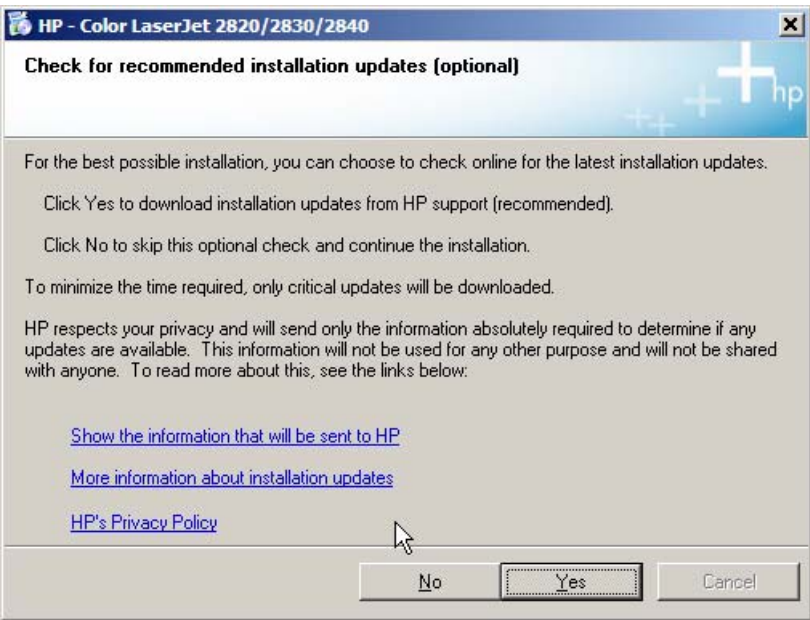 HP - Color LaserJet 2820/2830/2840
Check for recommended installation updates (optional)
hp
For the best possible installation, you can choose to check online for the latest installation updates.
Click Yes to download installation updates from HP support (recommended).
Click No to skip this optional check and continue the installation.
To minimize the time required, only critical updates will be downloaded.
HP respects your privacy and will send only the information absolutely required to determine if any
updates are available.  This information will not be used for any other purpose and will not be shared
with anyone.  To read more about this, see the links below:
Show the information that will be sent to HP
More information about installation updates
HP's Privacy Policy
No Yes Cancel